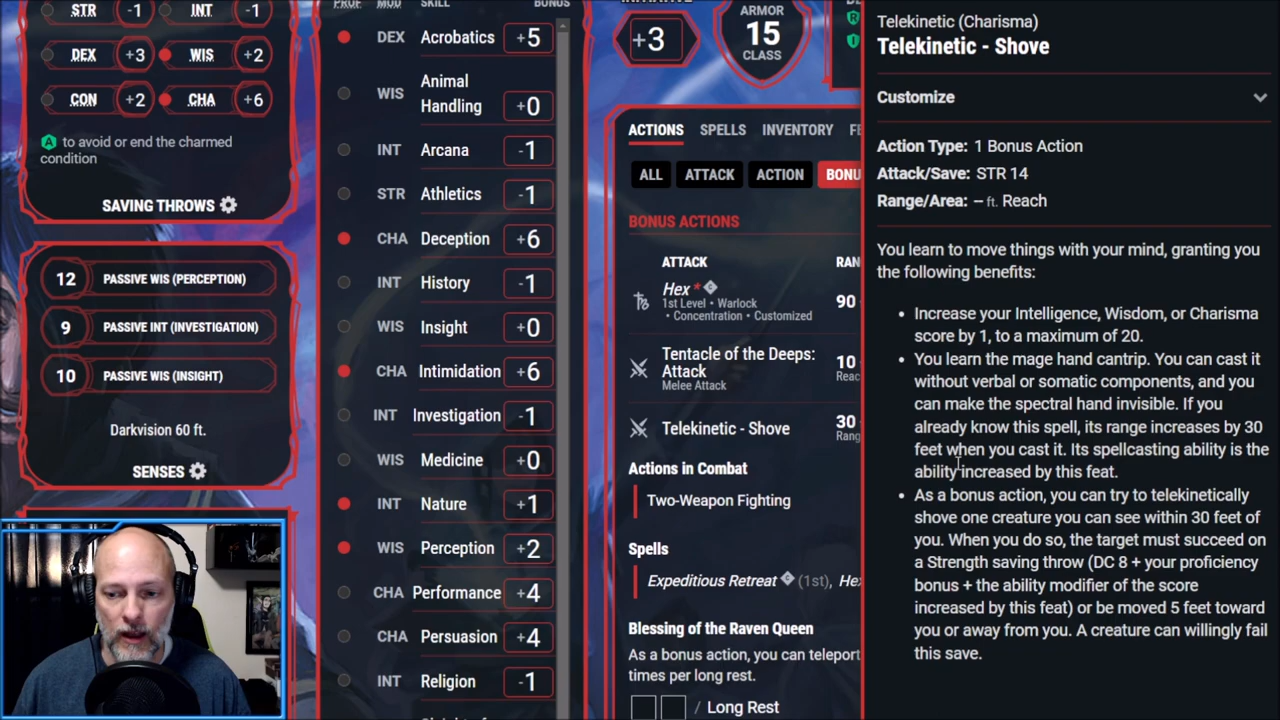 STR -1 INT -1
DEX +3 WIS +2
CON +2 CHA +6
A to avoid or end the charmed
condition
SAVING THROWS
12 PASSIVE WIS (PERCEPTION)
9 PASSIVE INT (INVESTIGATION)
10 PASSIVE WIS (INSIGHT)
Darkvision 60 ft.
SENSES
PROF MOD SKILL BONUS
DEX Acrobatics +5
WIS Animal
Handling +0
INT Arcana -1
STR Athletics -1
CHA Deception +6
INT History -1
WIS Insight +0
CHA Intimidation +6
INT Investigation -1
WIS Medicine +0
INT Nature +1
WIS Perception +2
CHA Performance +4
CHA Persuasion +4
INT Religion -1
INITIATIVE
+3
ARMOR
15
CLASS
ACTIONS SPELLS INVENTORY
ALL ATTACK ACTION BONU
BONUS ACTIONS
ATTACK RAN
Hex *
1st Level • Warlock
• Concentration • Customized
90
Tentacle of the Deeps:
Attack
Melee Attack
10
Reac
Telekinetic - Shove
30
Rang
Actions in Combat
Two-Weapon Fighting
Spells
Expeditious Retreat (1st), Hex
Blessing of the Raven Queen
As a bonus action, you can teleport
times per long rest.
/ Long Rest
Telekinetic (Charisma)
Telekinetic - Shove
Customize
Action Type: 1 Bonus Action
Attack/Save: STR 14
Range/Area: -- ft. Reach
You learn to move things with your mind, granting you
the following benefits:
• Increase your Intelligence, Wisdom, or Charisma
score by 1, to a maximum of 20.
• You learn the mage hand cantrip. You can cast it
without verbal or somatic components, and you
can make the spectral hand invisible. If you
already know this spell, its range increases by 30
feet when you cast it. Its spellcasting ability is the
ability increased by this feat.
• As a bonus action, you can try to telekinetically
shove one creature you can see within 30 feet of
you. When you do so, the target must succeed on
a Strength saving throw (DC 8 + your proficiency
bonus + the ability modifier of the score
increased by this feat) or be moved 5 feet toward
you or away from you. A creature can willingly fail
this save.